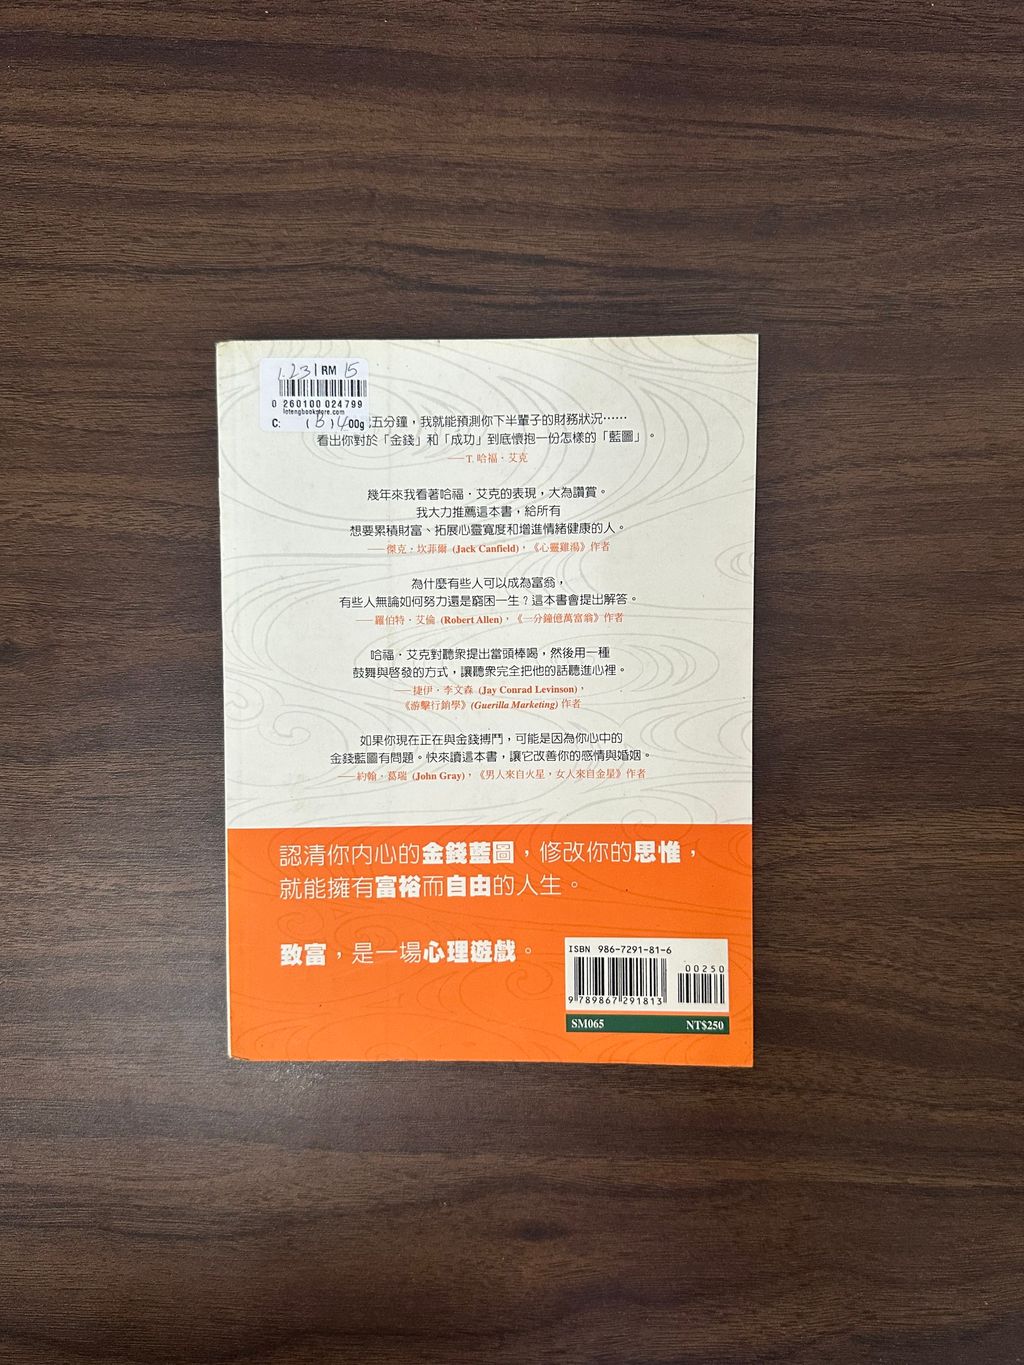 1.231 RM 15
0 260100 024799
lotengbookstore.com
C: (B) 400g
五分鐘，我就能預測你下半輩子的財務狀況……
看出你對於「金錢」和「成功」到底懷抱一份怎樣的「藍圖」。
——T. 哈福．艾克
幾年來我看著哈福．艾克的表現，大為讚賞。
我大力推薦這本書，給所有
想要累積財富、拓展心靈寬度和增進情緒健康的人。
——傑克．坎菲爾 (Jack Canfield)，《心靈雞湯》作者
為什麼有些人可以成為富翁，
有些人無論如何努力還是窮困一生？這本書會提出解答。
——羅伯特．艾倫 (Robert Allen)，《一分鐘億萬富翁》作者
哈福．艾克對聽衆提出當頭棒喝，然後用一種
鼓舞與啓發的方式，讓聽衆完全把他的話聽進心裡。
——捷伊．李文森 (Jay Conrad Levinson)，
《游擊行銷學》(Guerilla Marketing) 作者
如果你現在正在與金錢搏鬥，可能是因為你心中的
金錢藍圖有問題。快來讀這本書，讓它改善你的感情與婚姻。
——約翰．葛瑞 (John Gray)，《男人來自火星，女人來自金星》作者
認清你內心的金錢藍圖，修改你的思惟，
就能擁有富裕而自由的人生。
致富，是一場心理遊戲。
ISBN 986-7291-81-6
00250
9 789867 291813
SM065 NT$250